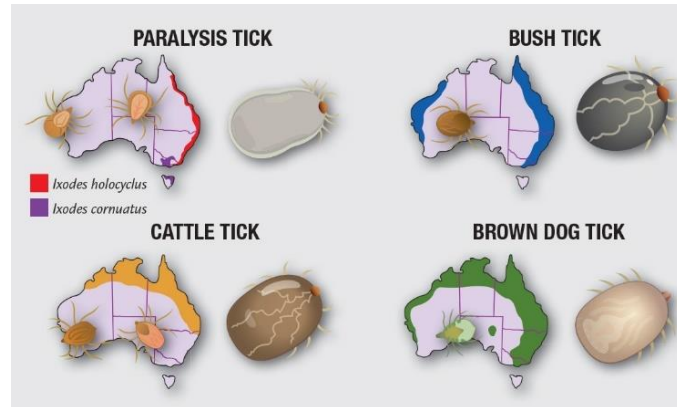 PARALYSIS TICK
BUSH TICK
Ixodes holocyclus
Ixodes cornuatus
CATTLE TICK
BROWN DOG TICK